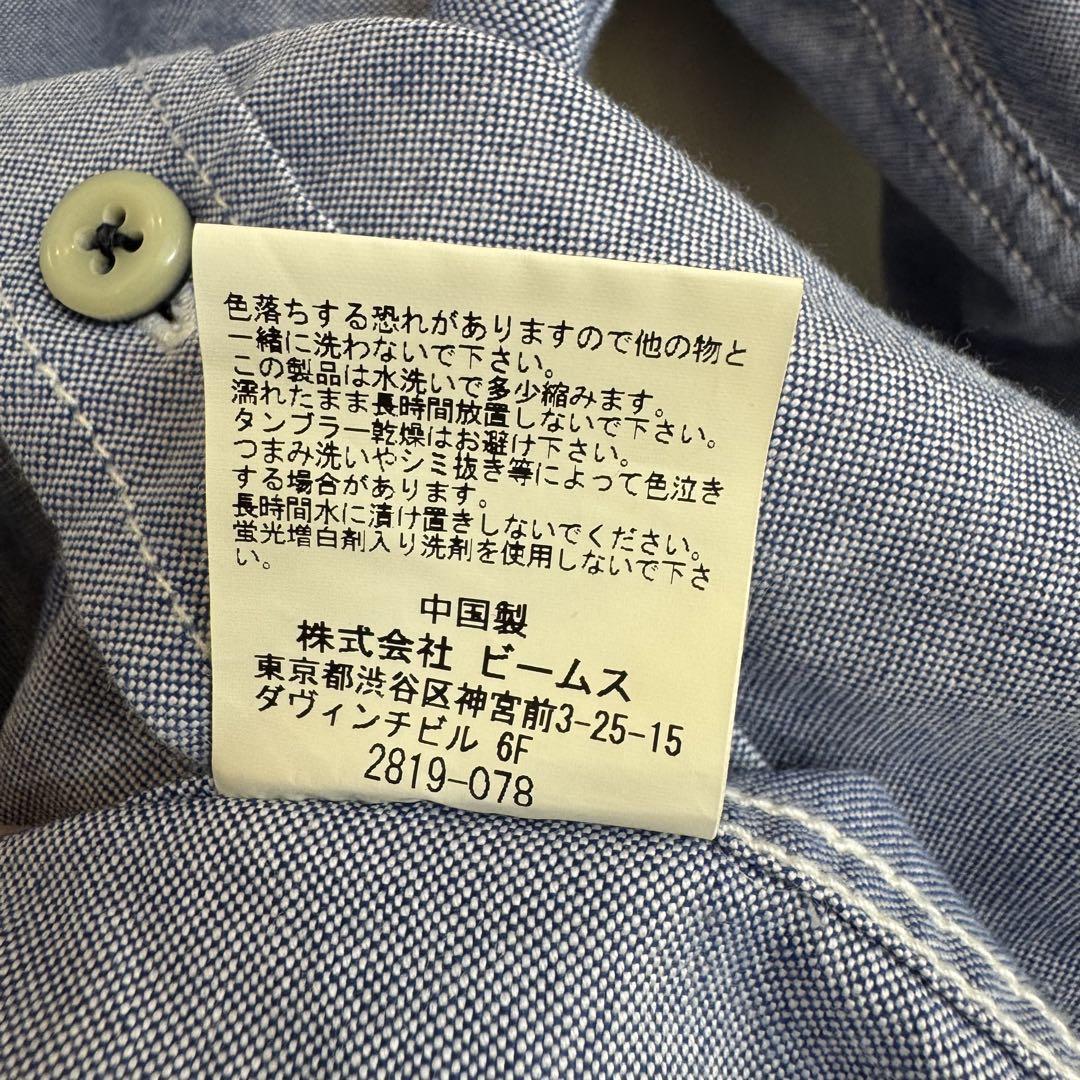 色落ちする恐れがありますので他の物と
一緒に洗わないで下さい。
この製品は水洗いで多少縮みます。
濡れたまま長時間放置しないで下さい。
タンブラー乾燥はお避け下さい。
つまみ洗いやシミ抜き等によって色泣き
する場合があります。
長時間水に漬け置きしないでください。
蛍光増白剤入り洗剤を使用しないで下さ
い。
中国製
株式会社 ビームス
東京都渋谷区神宮前3-25-15
ダヴィンチビル 6F
2819-078